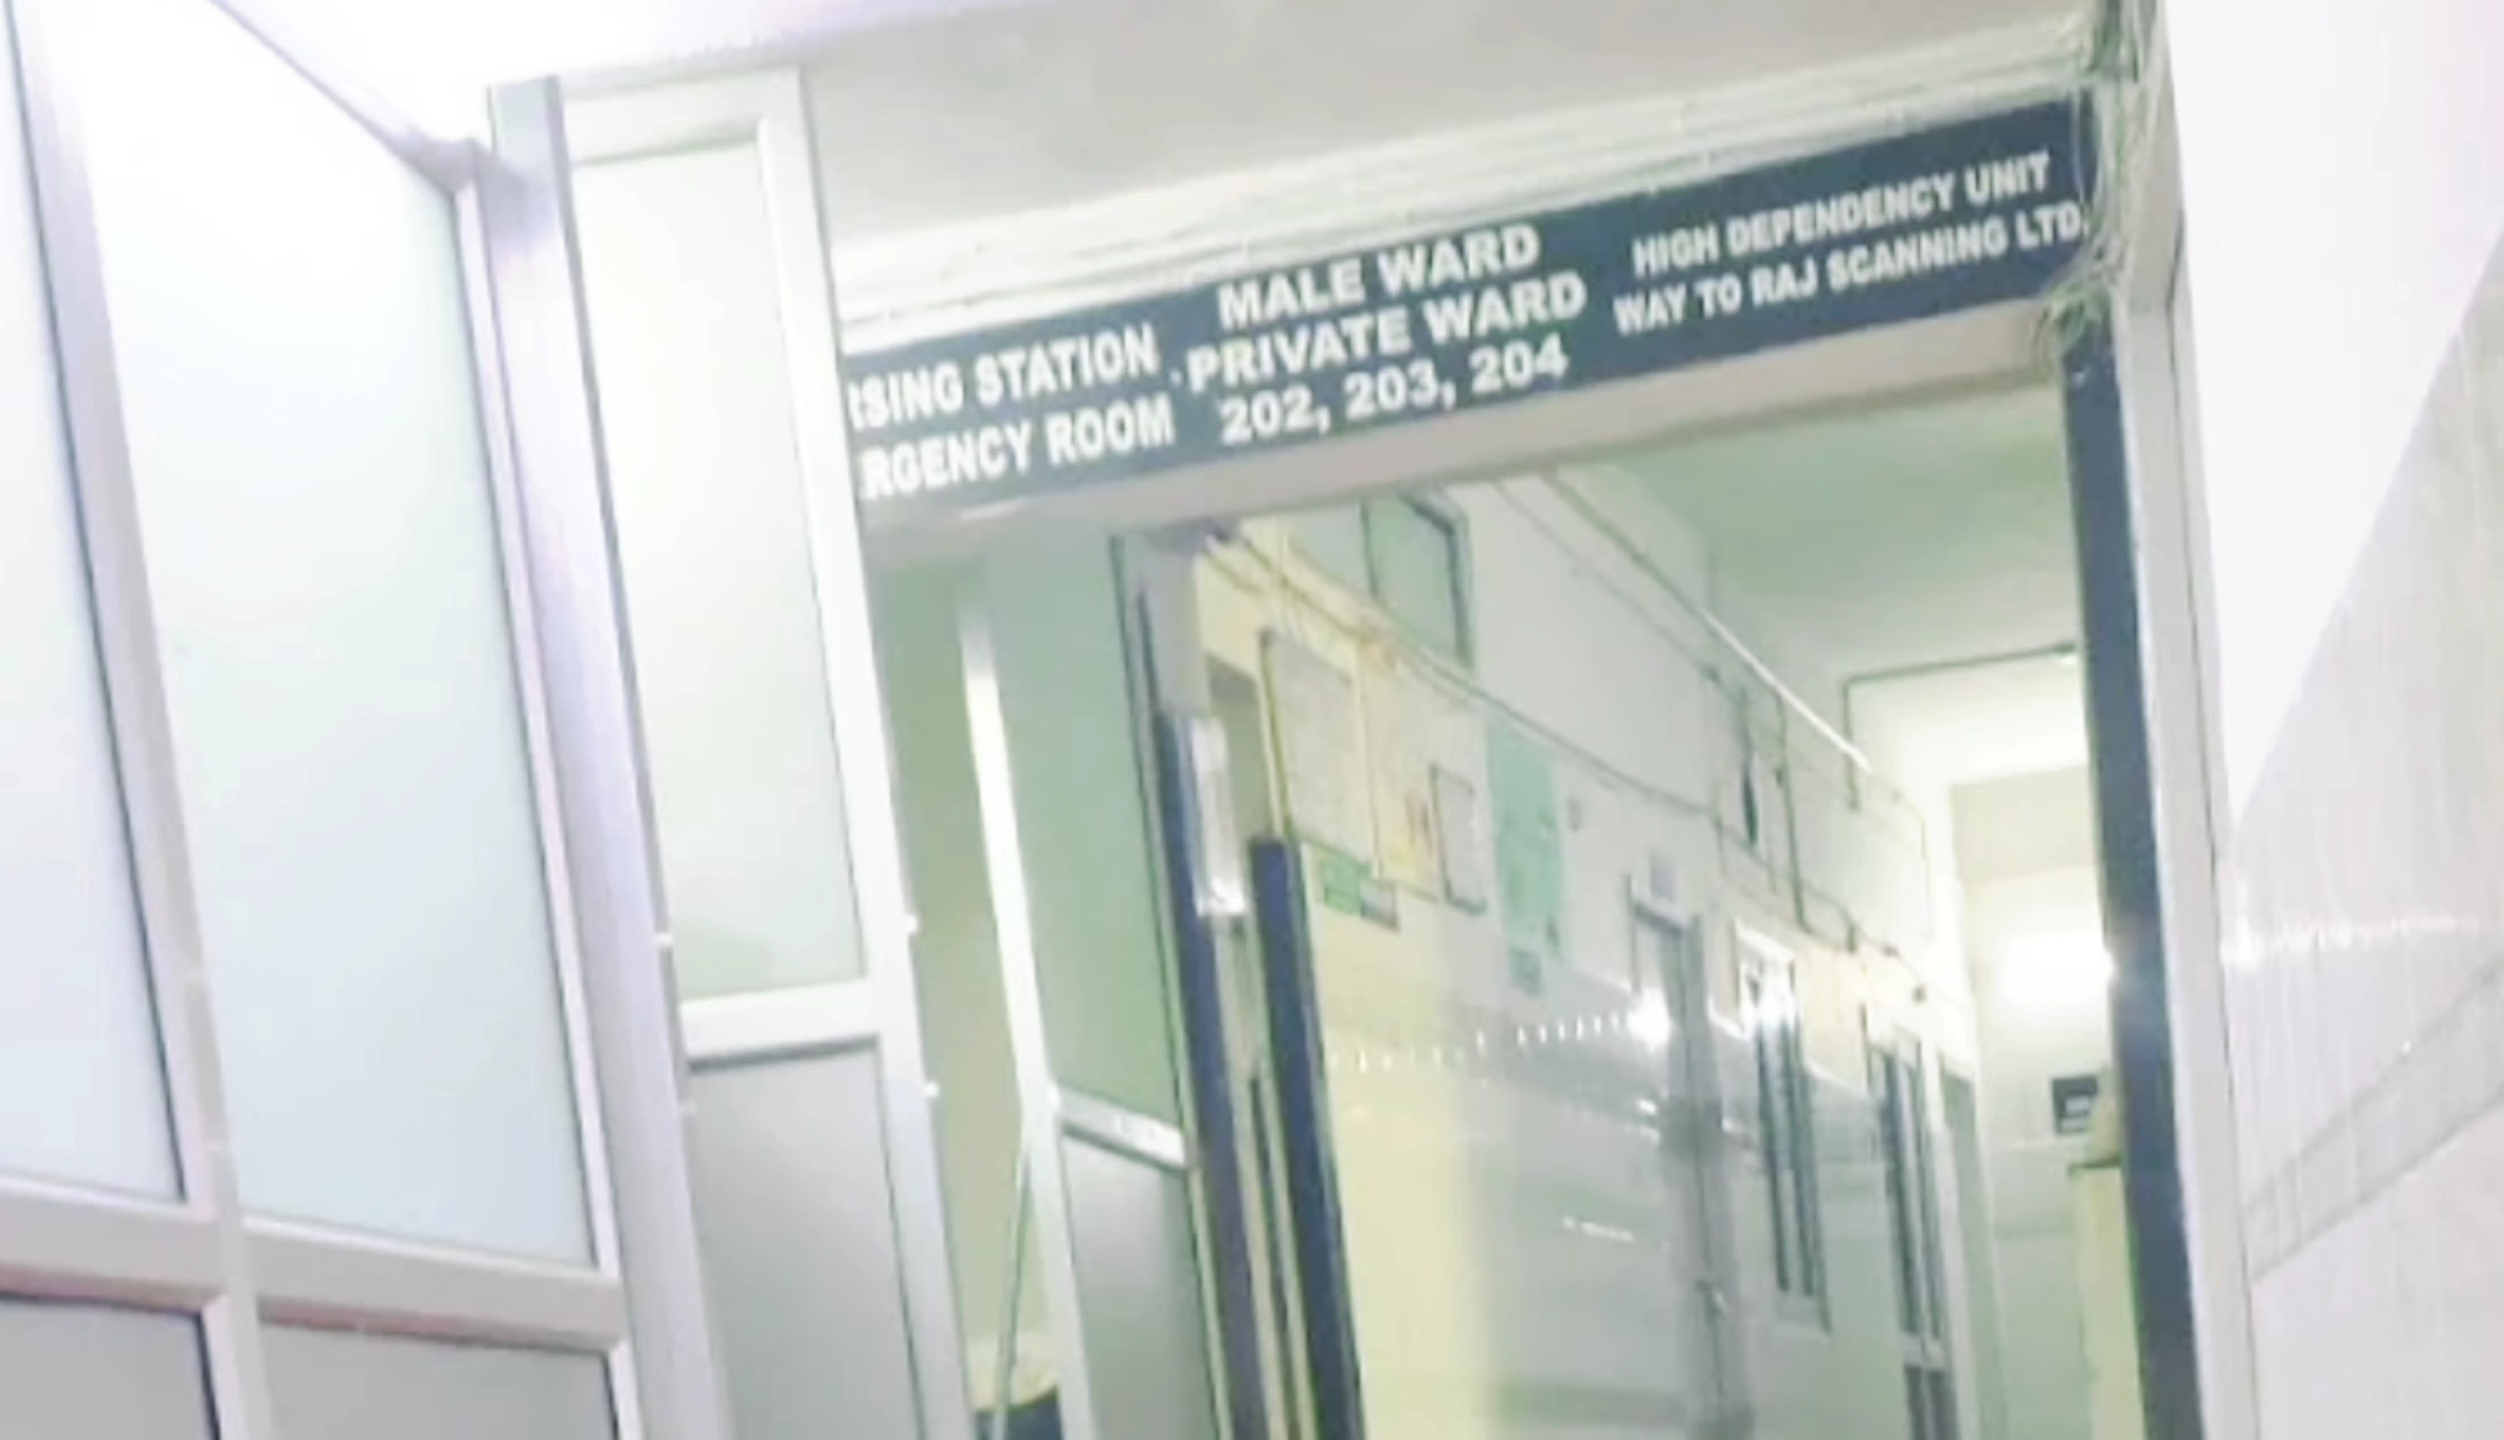 RSING STATION
RGENCY ROOM
MALE WARD
PRIVATE WARD
202, 203, 204
HIGH DEPENDENCY UNIT
WAY TO RAJ SCANNING LTD.